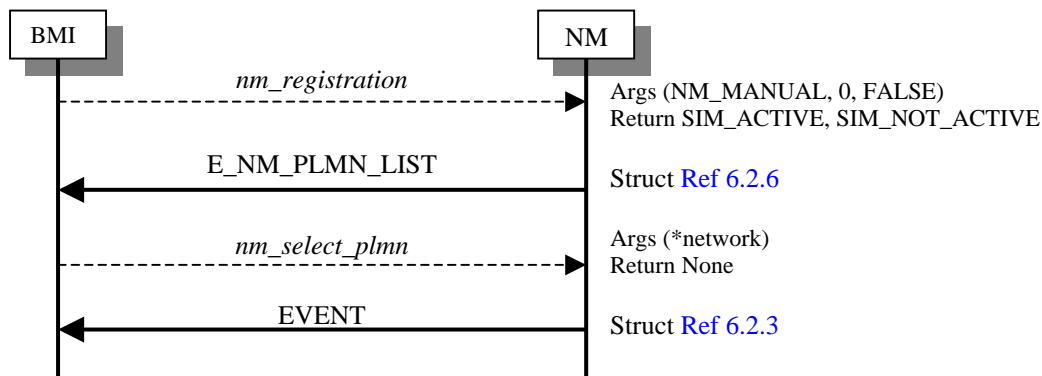 BMI
NM
nm_registration
Args (NM_MANUAL, 0, FALSE)
Return SIM_ACTIVE, SIM_NOT_ACTIVE
E_NM_PLMN_LIST
Struct Ref 6.2.6
nm_select_plmn
Args (*network)
Return None
EVENT
Struct Ref 6.2.3